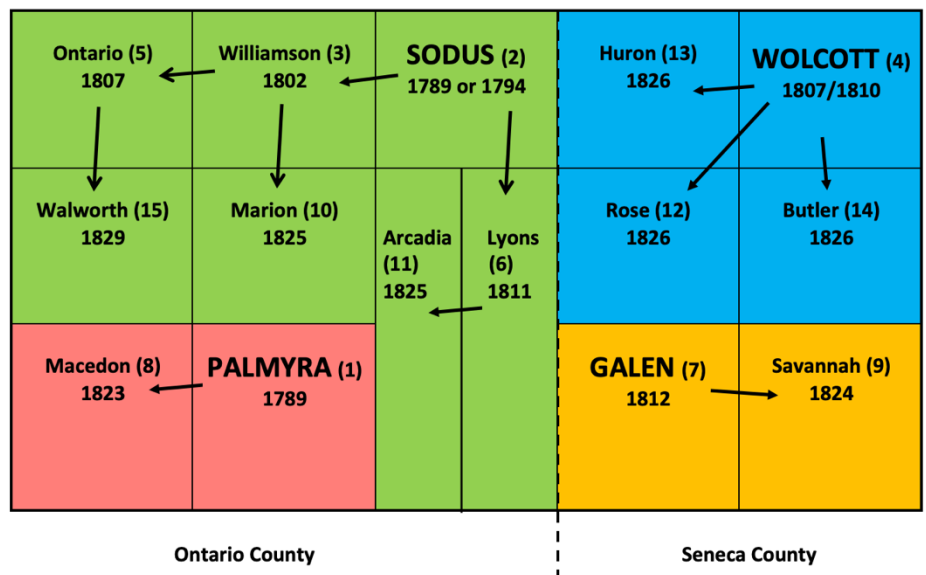 Ontario (5)
1807
Williamson (3)
1802
SODUS (2)
1789 or 1794
Huron (13)
1826
WOLCOTT (4)
1807/1810
Walworth (15)
1829
Marion (10)
1825
Arcadia
(11)
1825
Lyons
(6)
1811
Rose (12)
1826
Butler (14)
1826
Macedon (8)
1823
PALMYRA (1)
1789
GALEN (7)
1812
Savannah (9)
1824
Ontario County
Seneca County